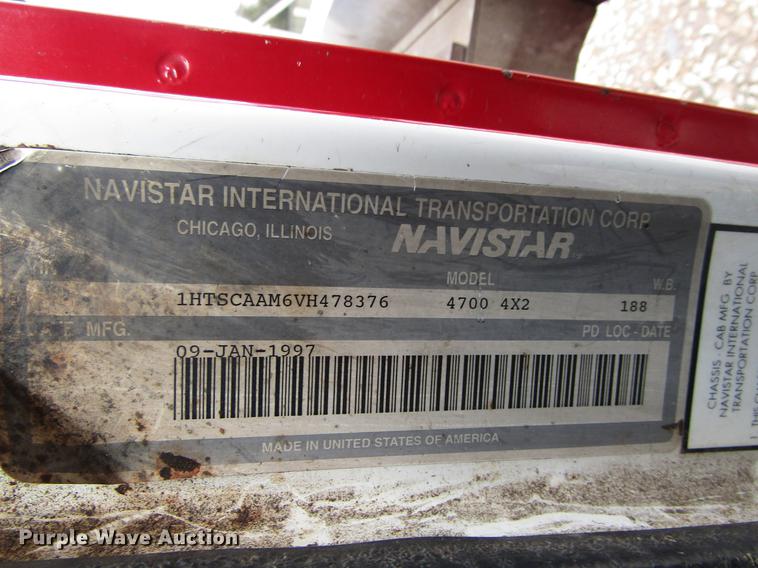 NAVISTAR INTERNATIONAL TRANSPORTATION CORP.
CHICAGO, ILLINOIS NAVISTAR
MODEL W.B.
1HTSCAAM6VH478376 4700 4X2 188
MFG. PD LOC - DATE
09-JAN-1997
MADE IN UNITED STATES OF AMERICA
CHASSIS - CAB MFG BY
NAVISTAR INTERNATIONAL
TRANSPORTATION CORP
Purple Wave Auction